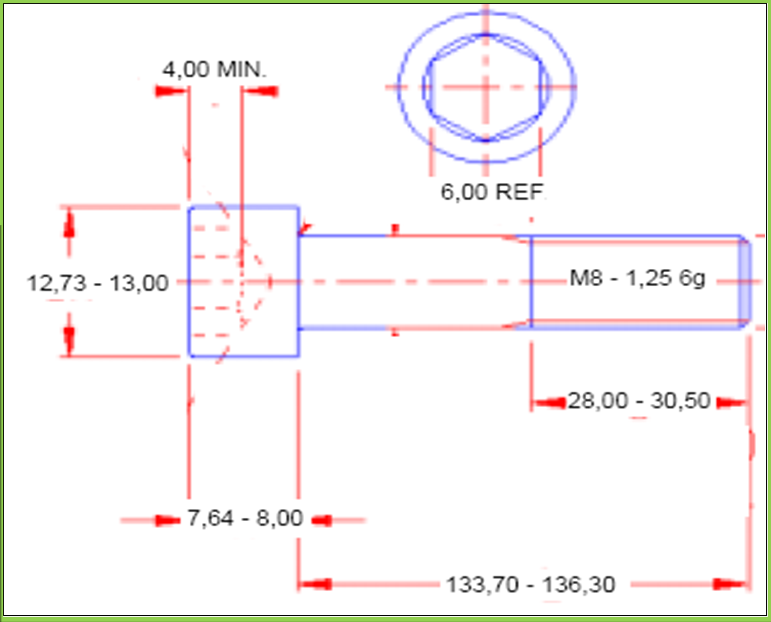 4,00 MIN.
6,00 REF.
12,73 - 13,00
M8 - 1,25 6g
28,00 - 30,50
7,64 - 8,00
133,70 - 136,30